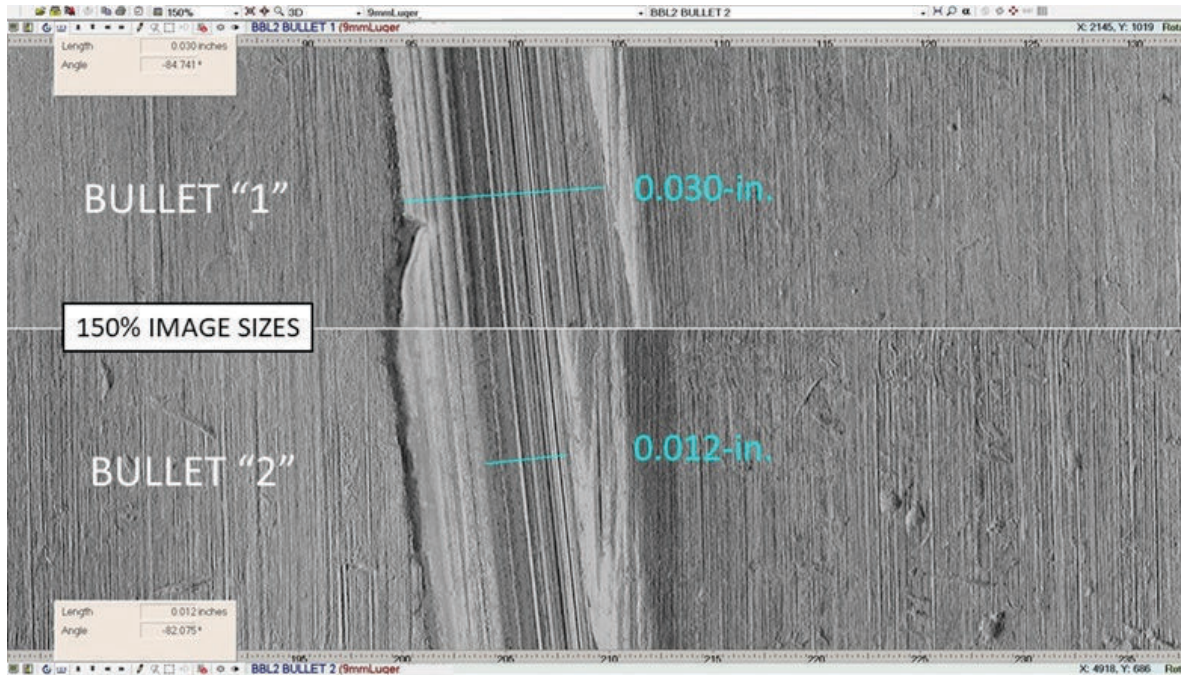 150% 3D 9mmLuger BBL2 BULLET 2
BBL2 BULLET 1 (9mmLuger X: 2145, Y: 1019 Rot
Length 0.030 inches
Angle -84.741°
90 95 100 105 110 115 120 125 130
BULLET "1"
0.030-in.
150% IMAGE SIZES
BULLET "2"
0.012-in.
Length 0.012 inches
Angle -82.075°
195 200 205 210 215 220 225 230 235
BBL2 BULLET 2 (9mmLuger X: 4918, Y: 686 Rot